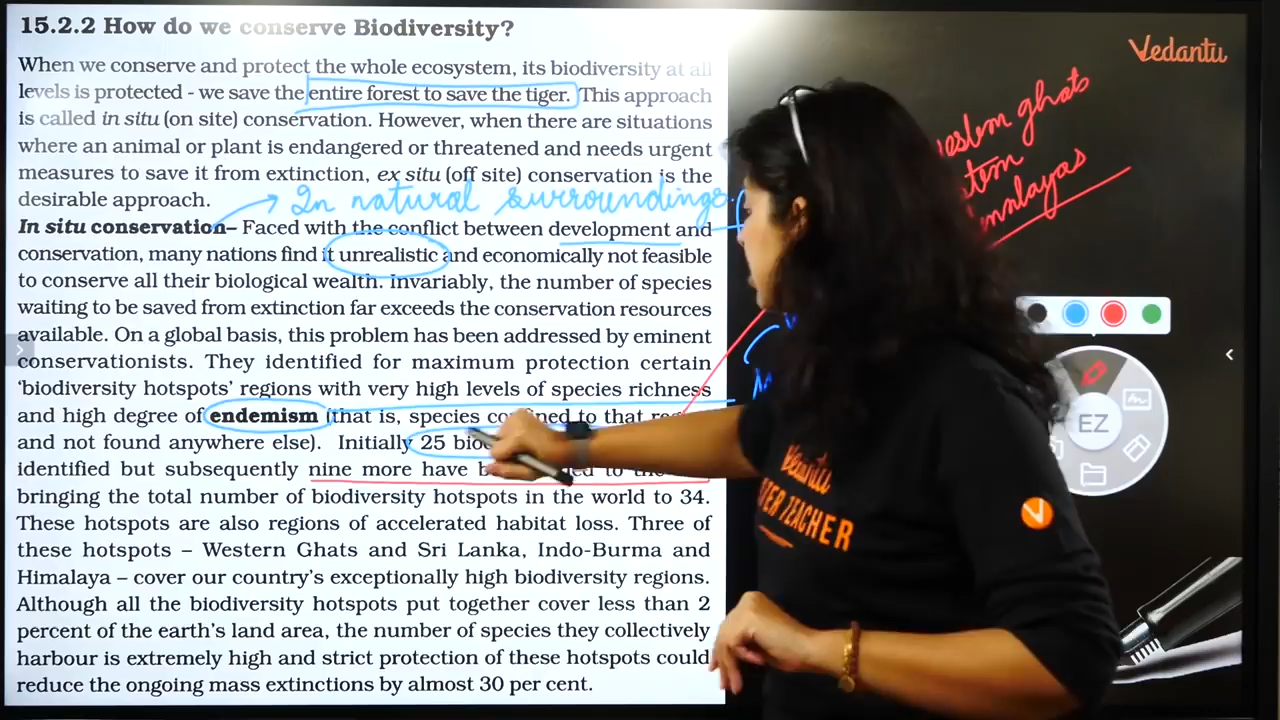 15.2.2 How do we conserve Biodiversity?
When we conserve and protect the whole ecosystem, its biodiversity at all
levels is protected - we save the entire forest to save the tiger. This approach
is called in situ (on site) conservation. However, when there are situations
where an animal or plant is endangered or threatened and needs urgent
measures to save it from extinction, ex situ (off site) conservation is the
desirable approach.
In natural surroundings.
In situ conservation– Faced with the conflict between development and
conservation, many nations find it unrealistic and economically not feasible
to conserve all their biological wealth. Invariably, the number of species
waiting to be saved from extinction far exceeds the conservation resources
available. On a global basis, this problem has been addressed by eminent
conservationists. They identified for maximum protection certain
‘biodiversity hotspots’ regions with very high levels of species richness
and high degree of endemism (that is, species to that
and not found anywhere else). Initially 25
identified but subsequently nine more have to
bringing the total number of biodiversity hotspots in the world to 34.
These hotspots are also regions of accelerated habitat loss. Three of
these hotspots – Western Ghats and Sri Lanka, Indo-Burma and
Himalaya – cover our country’s exceptionally high biodiversity regions.
Although all the biodiversity hotspots put together cover less than 2
percent of the earth’s land area, the number of species they collectively
harbour is extremely high and strict protection of these hotspots could
reduce the ongoing mass extinctions by almost 30 per cent.
Vedantu
ghats
EZ
Vedantu
TEACHER